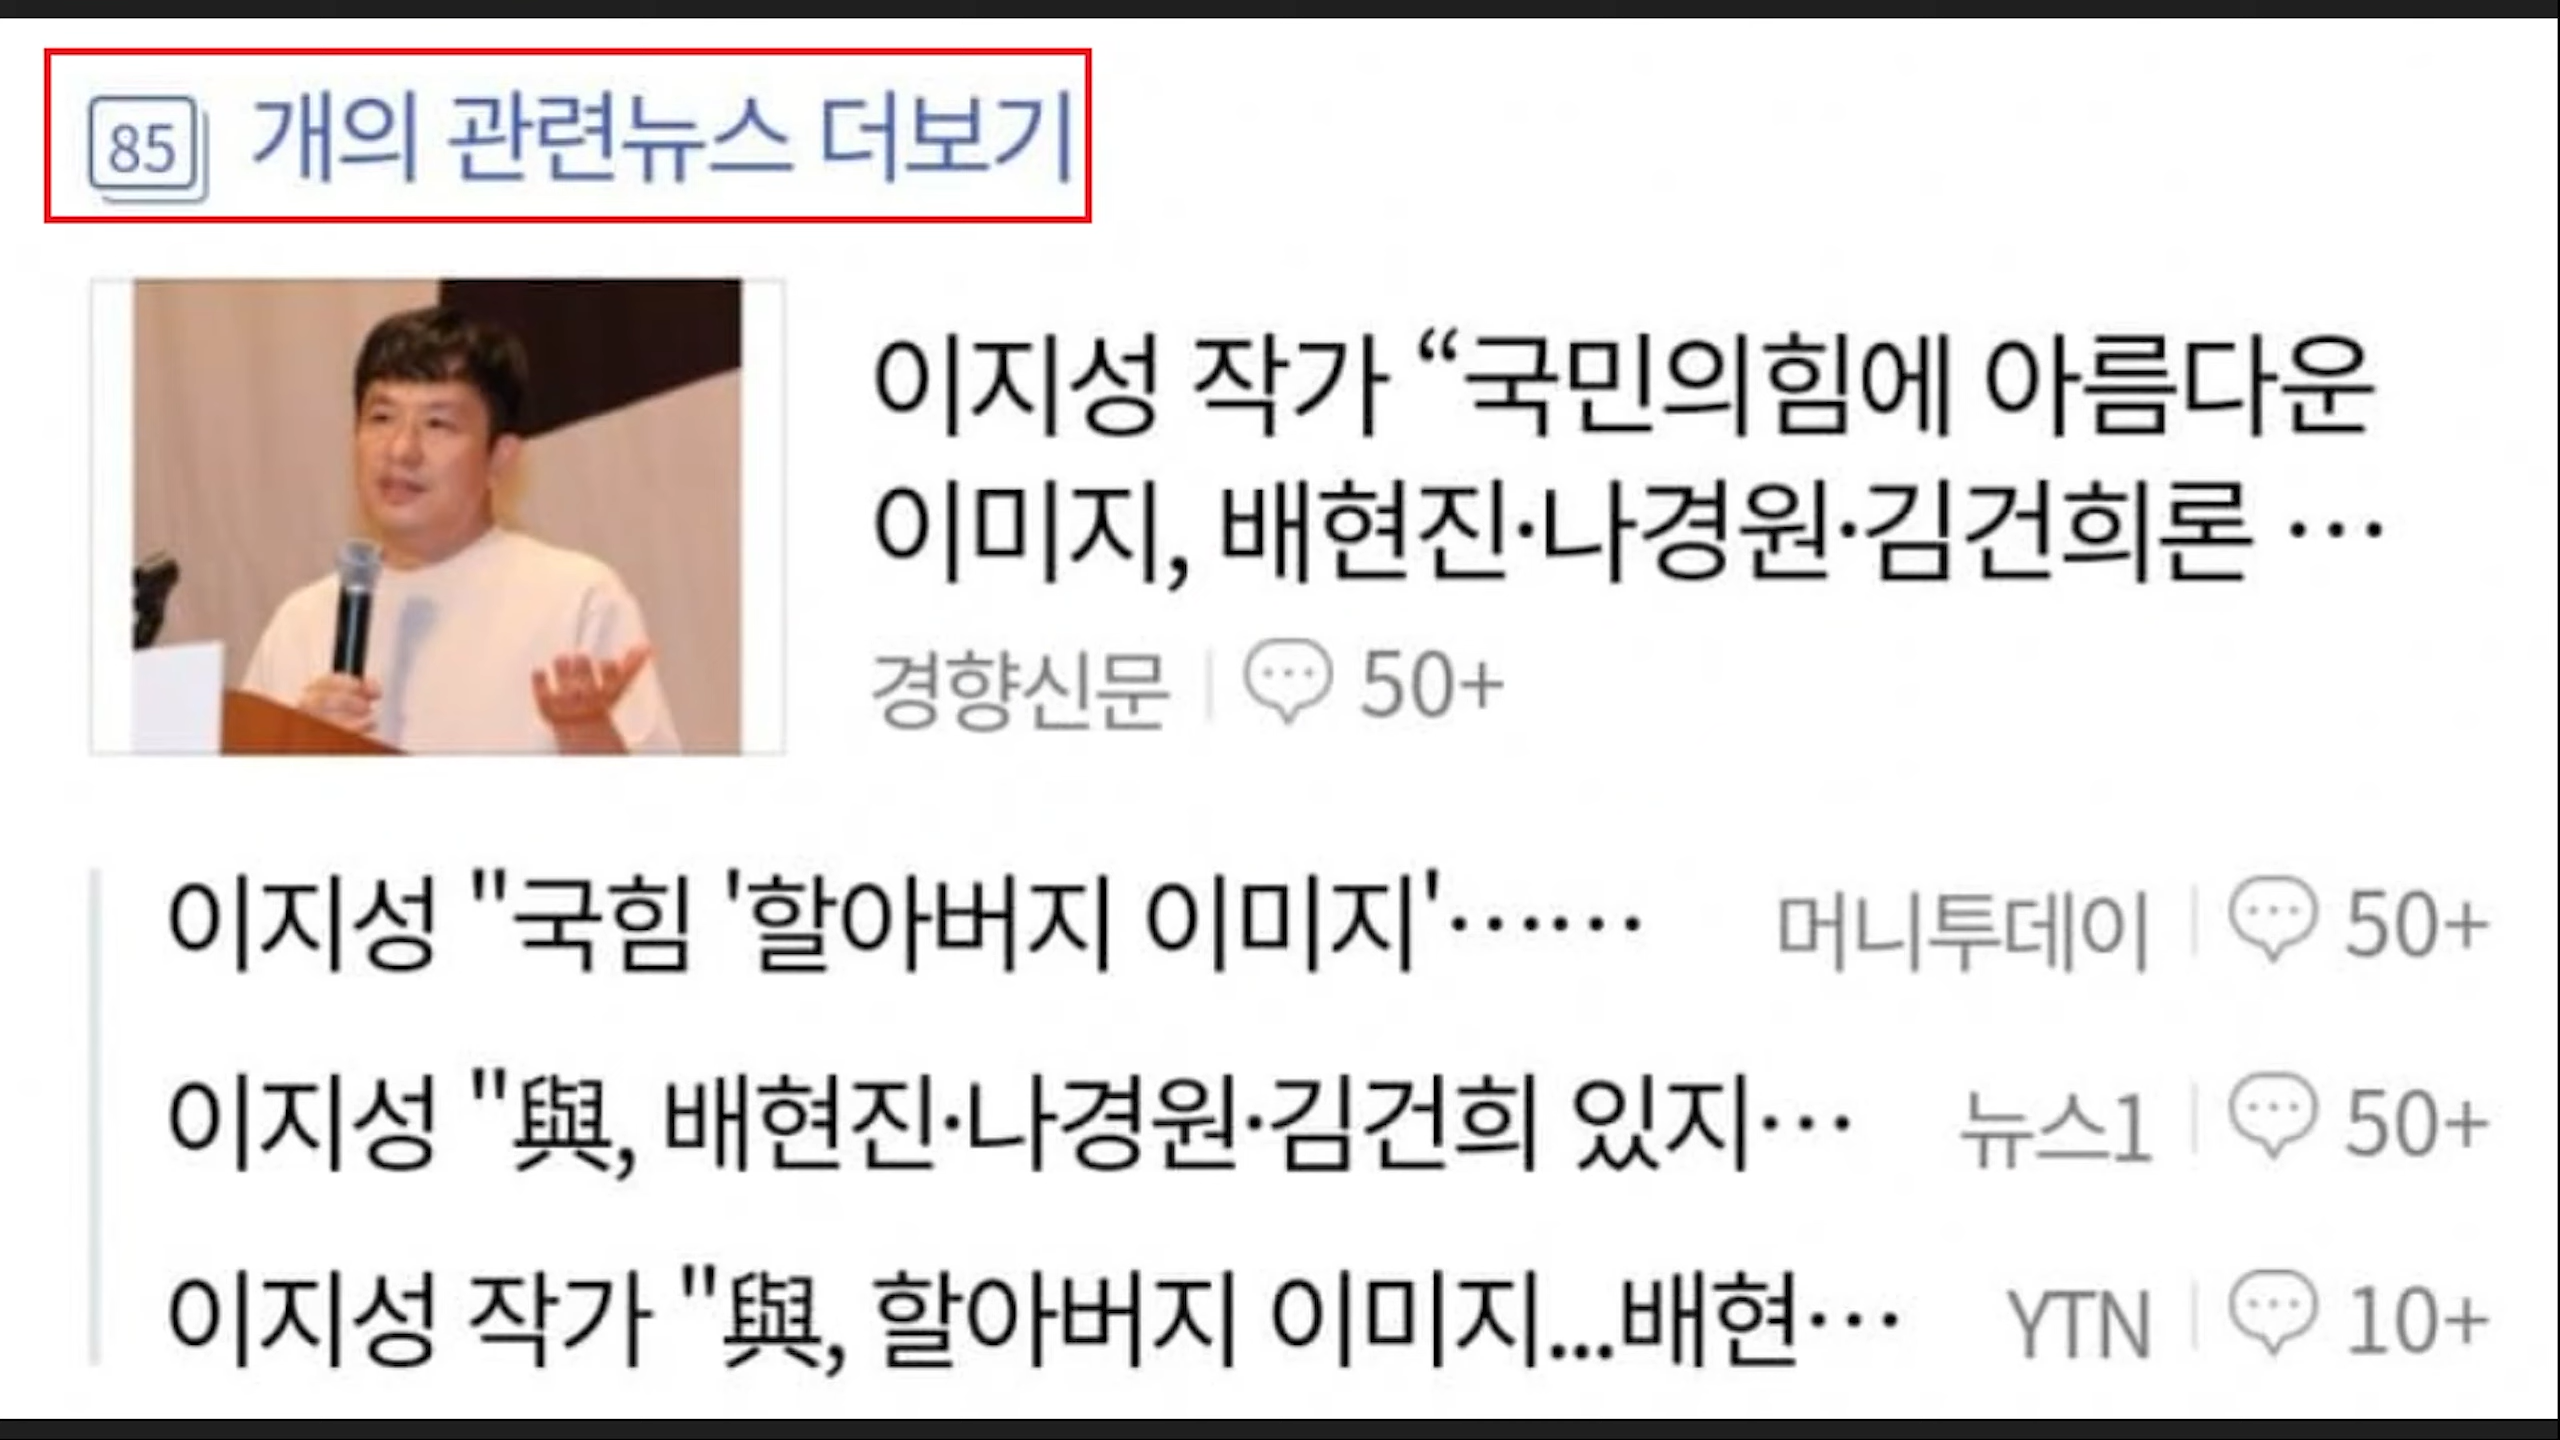 85 개의 관련뉴스 더보기
이지성 작가 “국민의힘에 아름다운
이미지, 배현진·나경원·김건희론 …
경향신문 50+
이지성 "국힘 '할아버지 이미지'…… 머니투데이 50+
이지성 "與, 배현진·나경원·김건희 있지… 뉴스1 50+
이지성 작가 "與, 할아버지 이미지...배현… YTN 10+